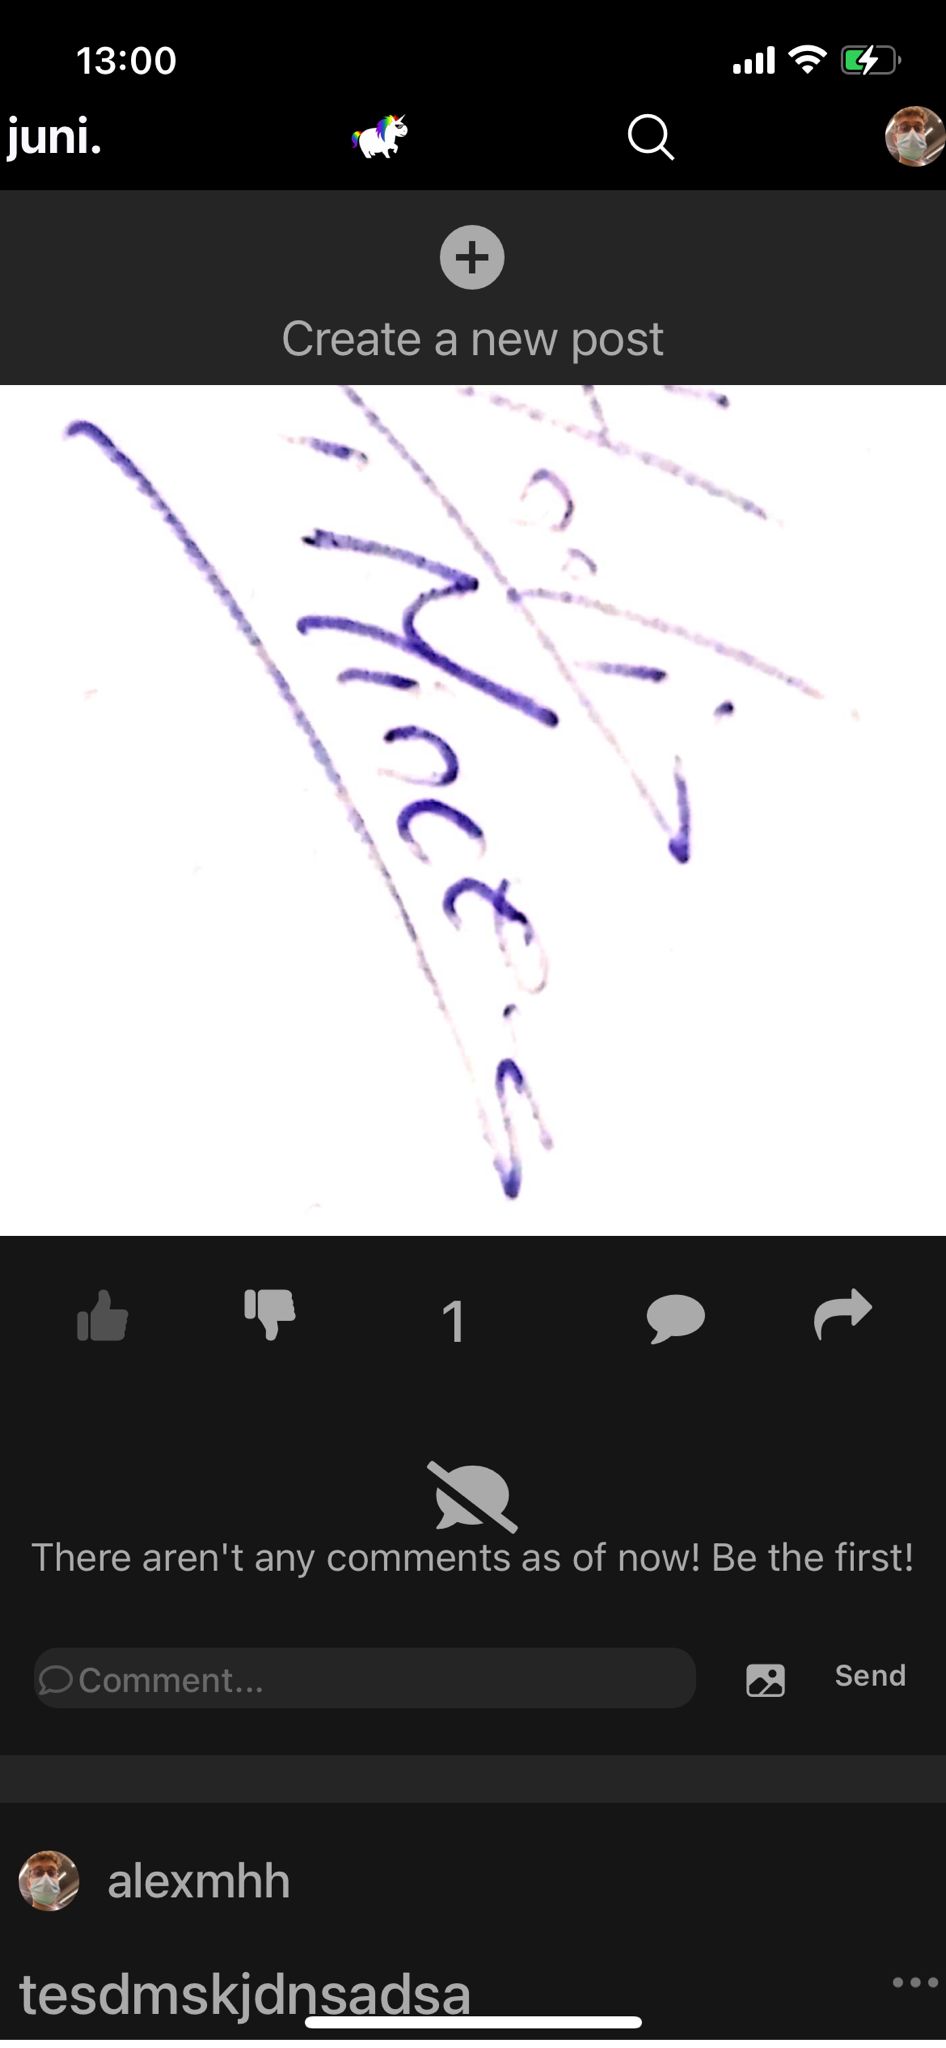 13:00
juni.
Create a new post
1
There aren't any comments as of now! Be the first!
Comment...
Send
alexmhh
tesdmskjdnsadsa